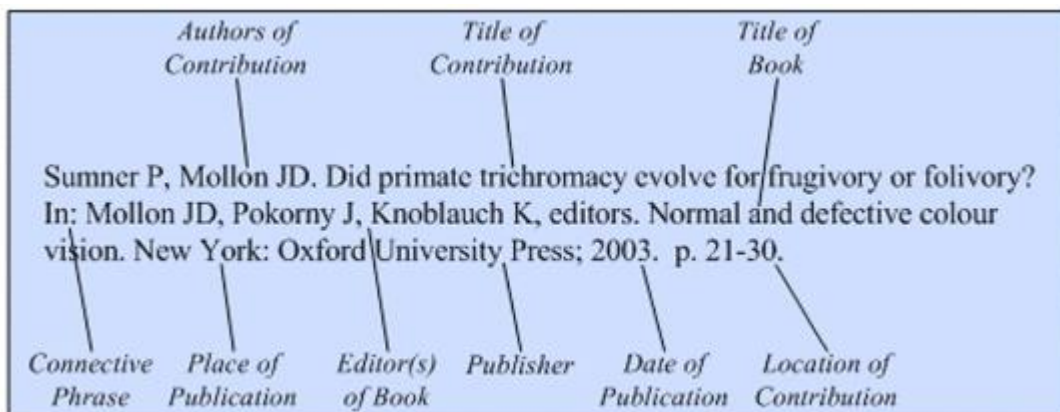 Authors of Contribution
Title of Contribution
Title of Book
Sumner P, Mollon JD. Did primate trichromacy evolve for frugivory or folivory?
In: Mollon JD, Pokorny J, Knoblauch K, editors. Normal and defective colour
vision. New York: Oxford University Press; 2003.  p. 21-30.
Connective Phrase
Place of Publication
Editor(s) of Book
Publisher
Date of Publication
Location of Contribution